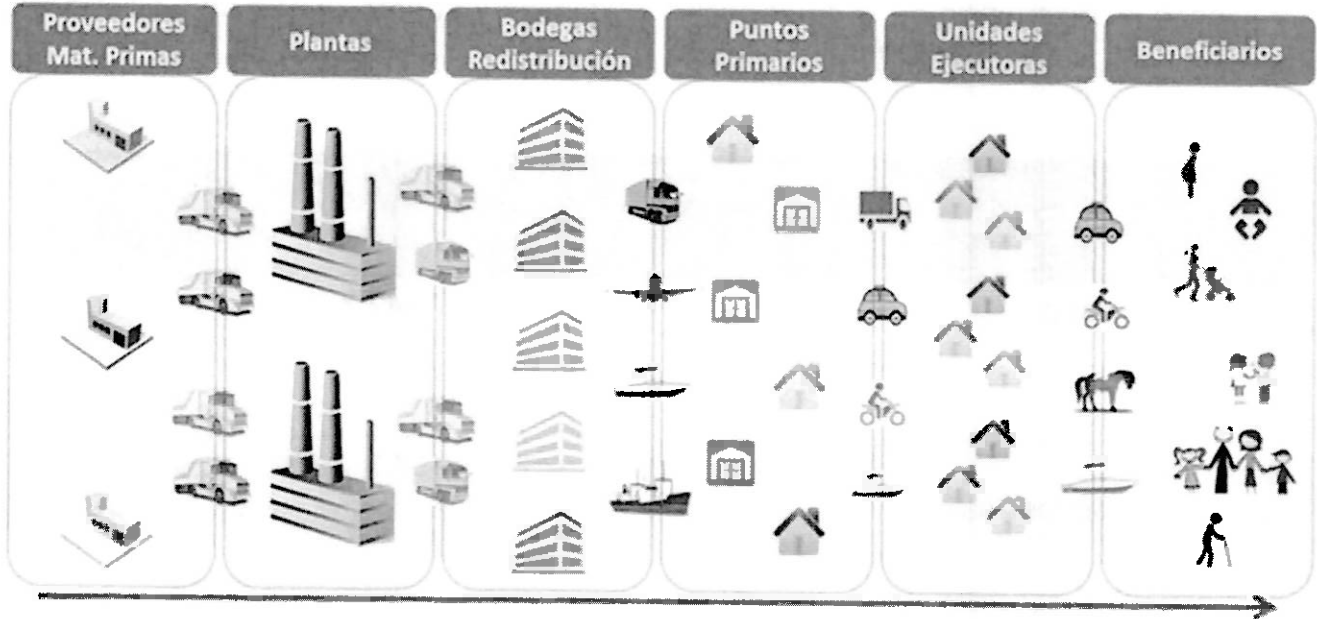 Proveedores
Mat. Primas
Plantas
Bodegas
Redistribución
Puntos
Primarios
Unidades
Ejecutoras
Beneficiarios